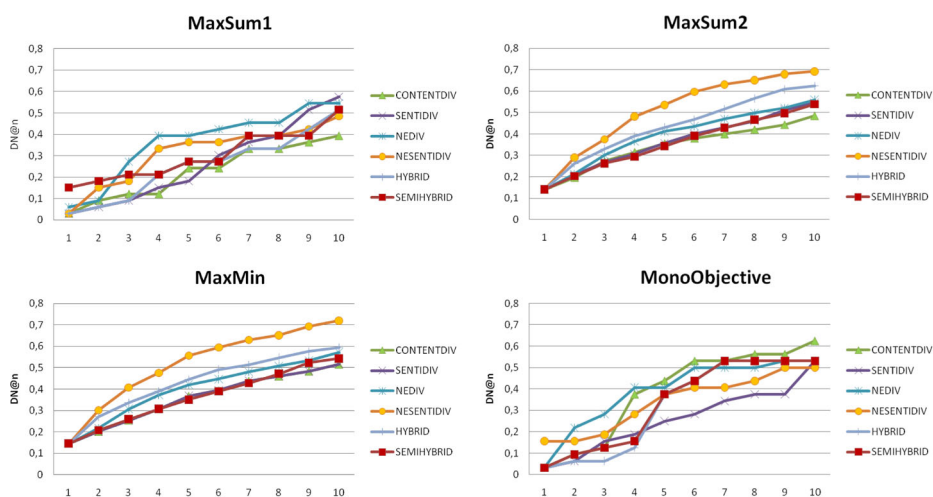 MaxSum1
DN@n
0,8
0,7
0,6
0,5
0,4
0,3
0,2
0,1
0
1 2 3 4 5 6 7 8 9 10
CONTENTDIV
SENTIDIV
NEDIV
NESENTIDIV
HYBRID
SEMIHYBRID
MaxSum2
DN@n
0,8
0,7
0,6
0,5
0,4
0,3
0,2
0,1
0
1 2 3 4 5 6 7 8 9 10
CONTENTDIV
SENTIDIV
NEDIV
NESENTIDIV
HYBRID
SEMIHYBRID
MaxMin
DN@n
0,8
0,7
0,6
0,5
0,4
0,3
0,2
0,1
0
1 2 3 4 5 6 7 8 9 10
CONTENTDIV
SENTIDIV
NEDIV
NESENTIDIV
HYBRID
SEMIHYBRID
MonoObjective
DN@n
0,8
0,7
0,6
0,5
0,4
0,3
0,2
0,1
0
1 2 3 4 5 6 7 8 9 10
CONTENTDIV
SENTIDIV
NEDIV
NESENTIDIV
HYBRID
SEMIHYBRID